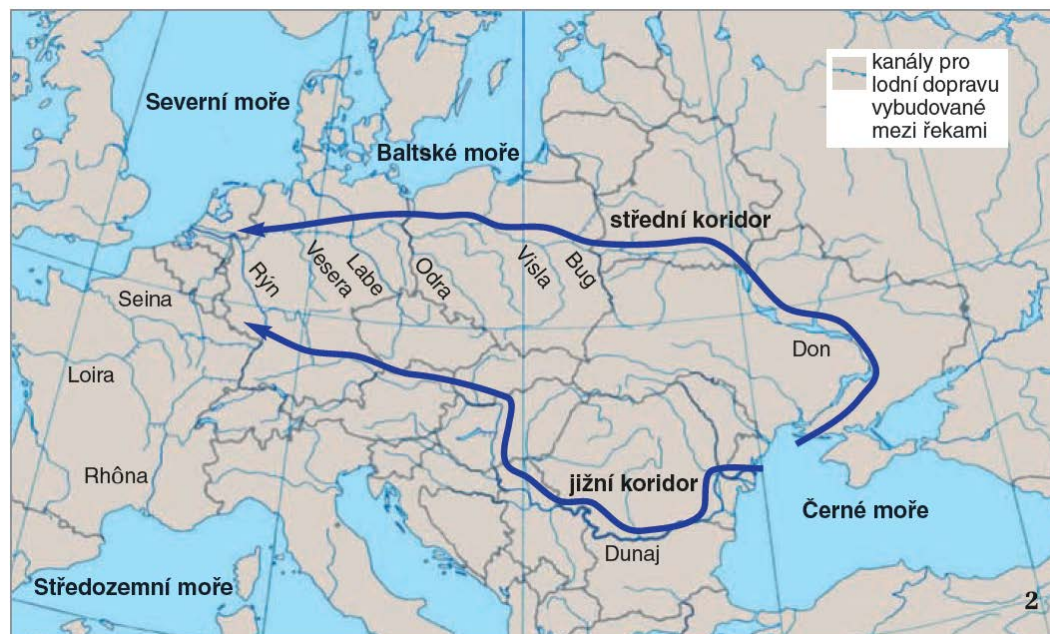 kanály pro
lodní dopravu
vybudované
mezi řekami
Severní moře
Baltské moře
střední koridor
Rýn
Vesera
Labe
Odra
Visla
Bug
Seina
Don
Loira
Rhôna
jižní koridor
Černé moře
Dunaj
Středozemní moře
2